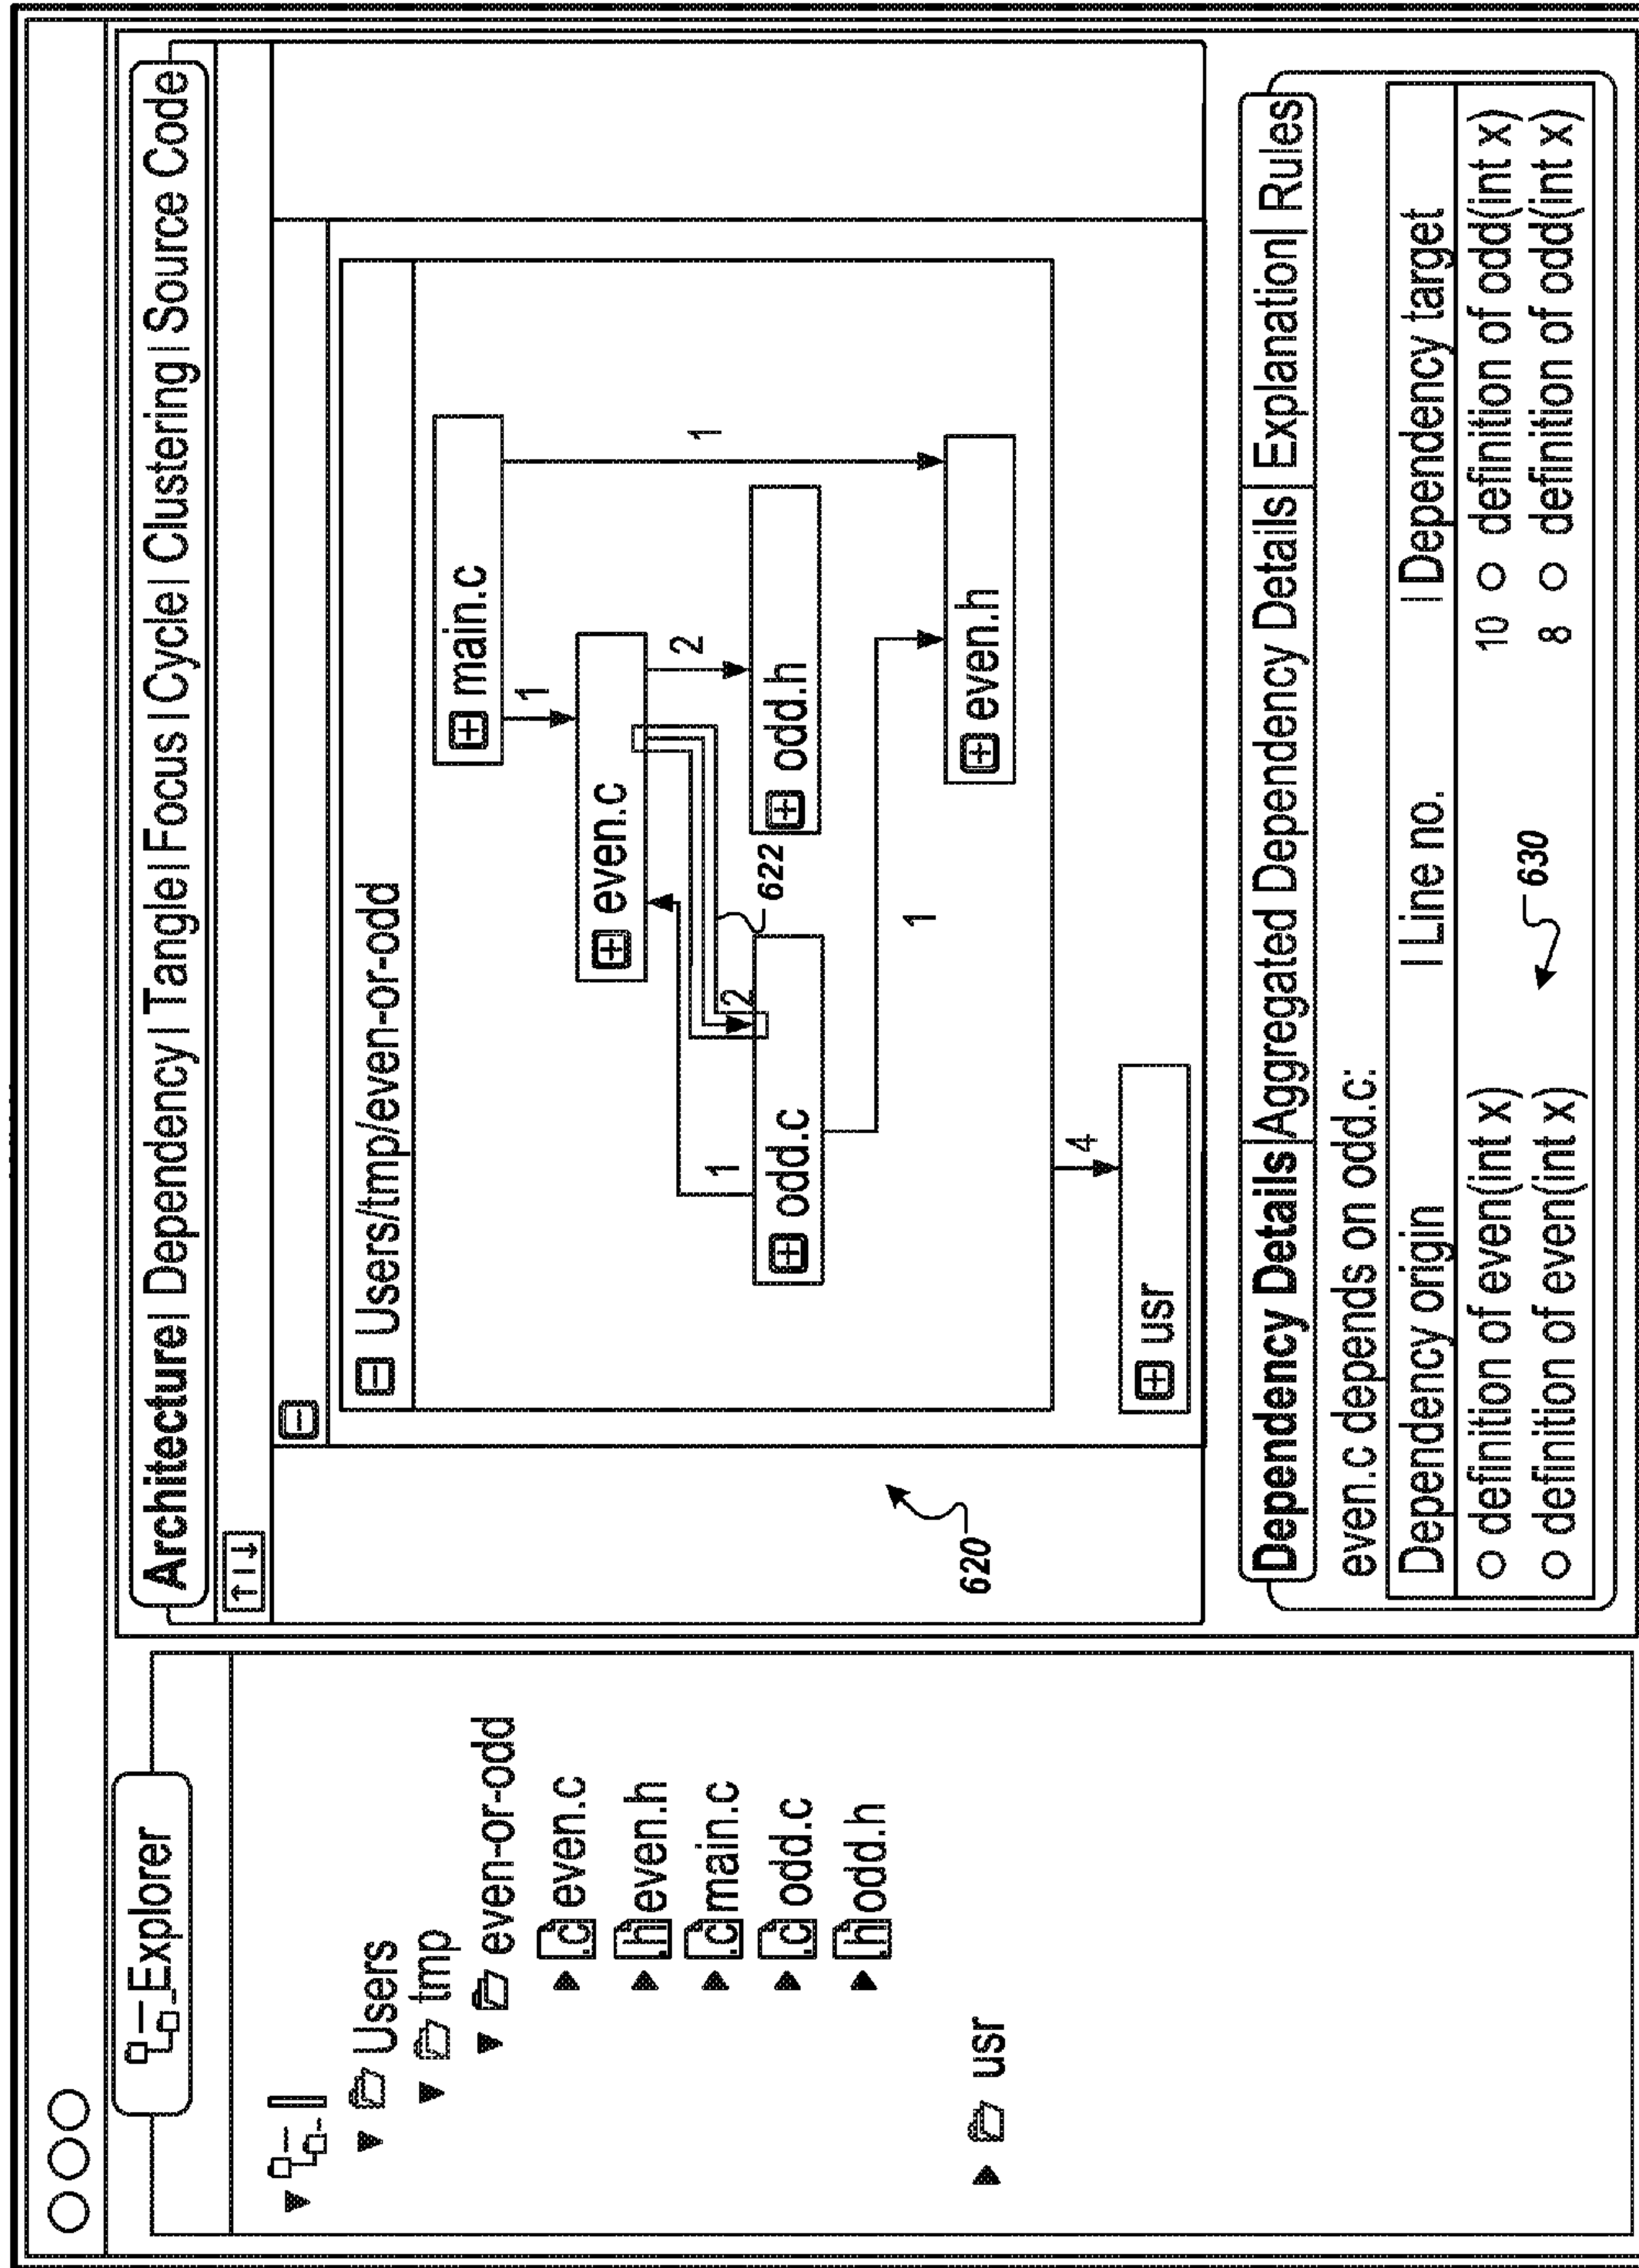 Explorer
Users
tmp
even-or-odd
.c even.c
.h even.h
.c main.c
.c odd.c
.h odd.h
usr
Architecture | Dependency | Tangle | Focus | Cycle | Clustering | Source Code
Users/tmp/even-or-odd
main.c
1
even.c
1
2
2
622
1
odd.c
odd.h
1
even.h
4
usr
620
Dependency Details | Aggregated Dependency Details | Explanation | Rules
even.c depends on odd.c:
Dependency origin | Line no. | Dependency target
definition of even(int x) 10 definition of odd(int x)
definition of even(int x) 8 definition of odd(int x)
630